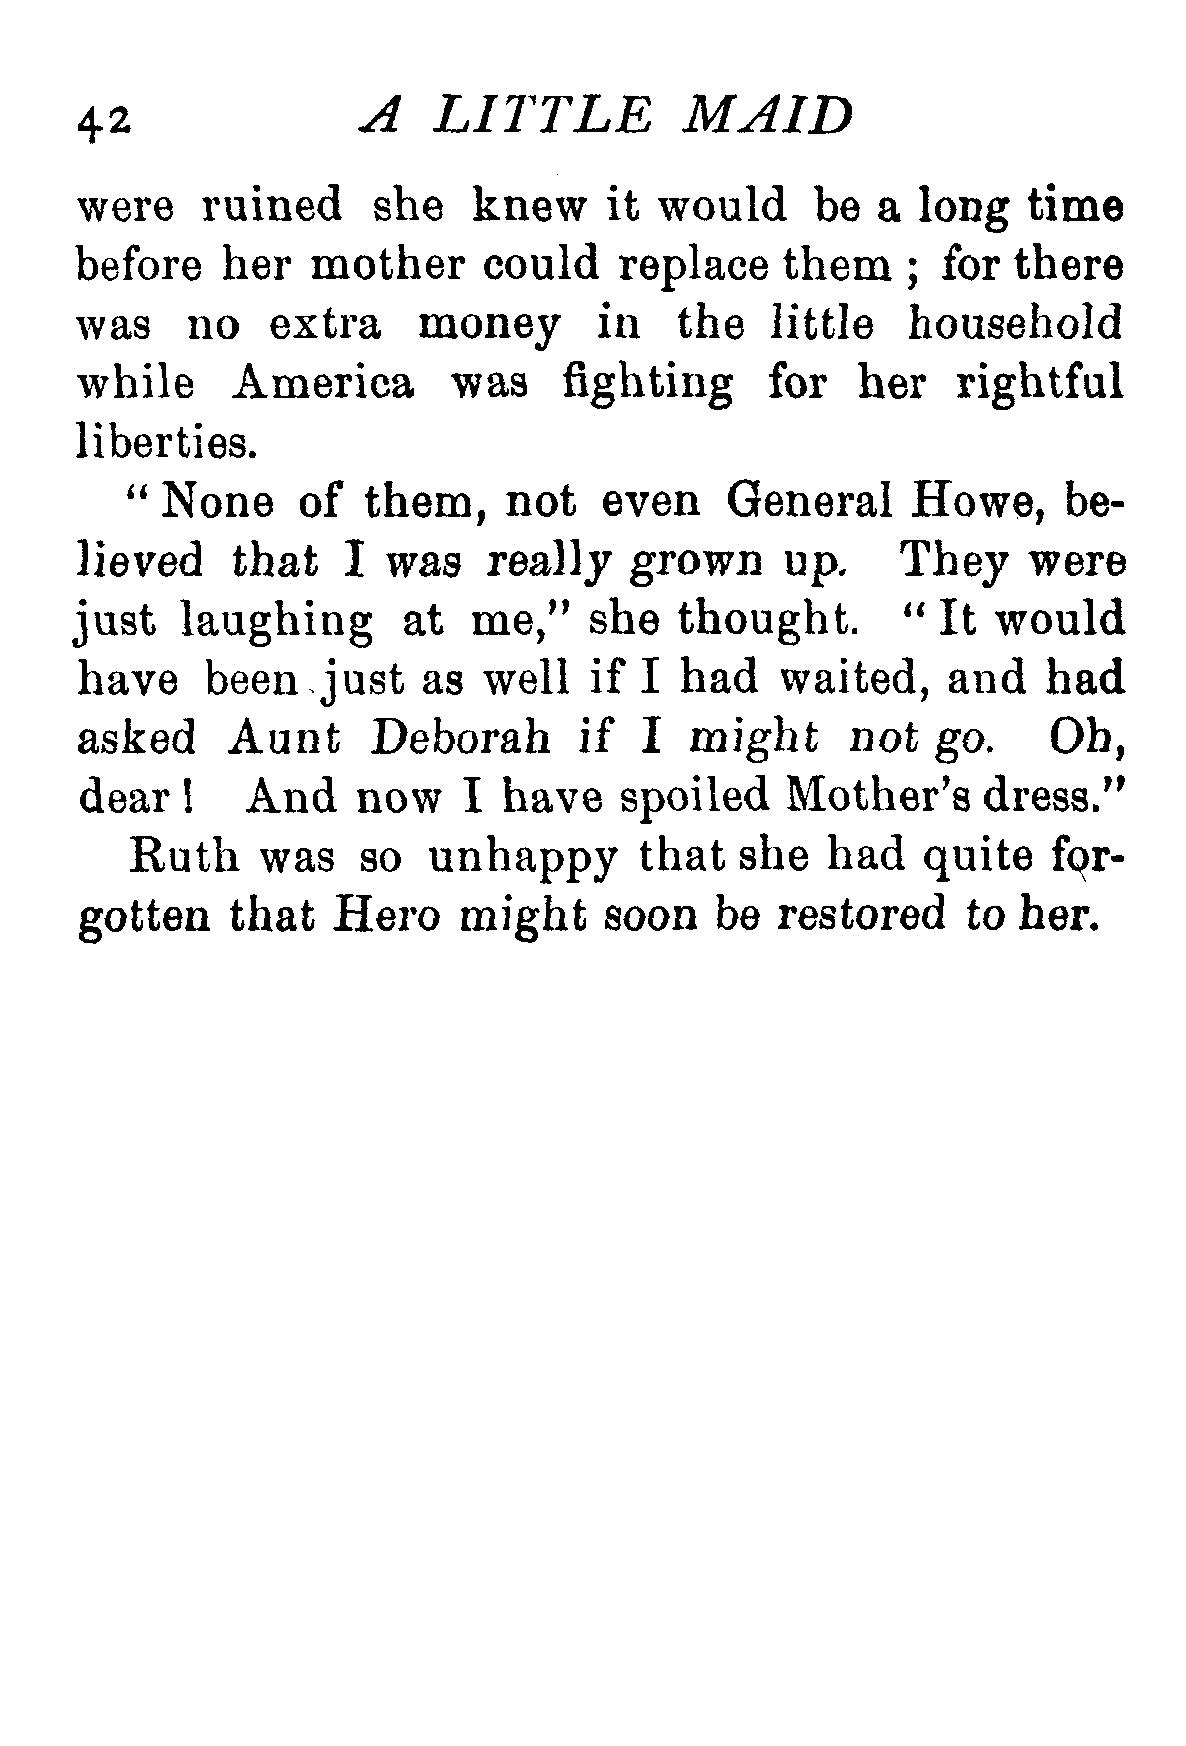 42 A LITTLE MAID
were ruined she knew it would be a long time
before her mother could replace them ; for there
was no extra money in the little household
while America was fighting for her rightful
liberties.
" None of them, not even General Howe, be-
lieved that I was really grown up. They were
just laughing at me," she thought. " It would
have been just as well if I had waited, and had
asked Aunt Deborah if I might not go. Oh,
dear ! And now I have spoiled Mother's dress."
Ruth was so unhappy that she had quite for-
gotten that Hero might soon be restored to her.